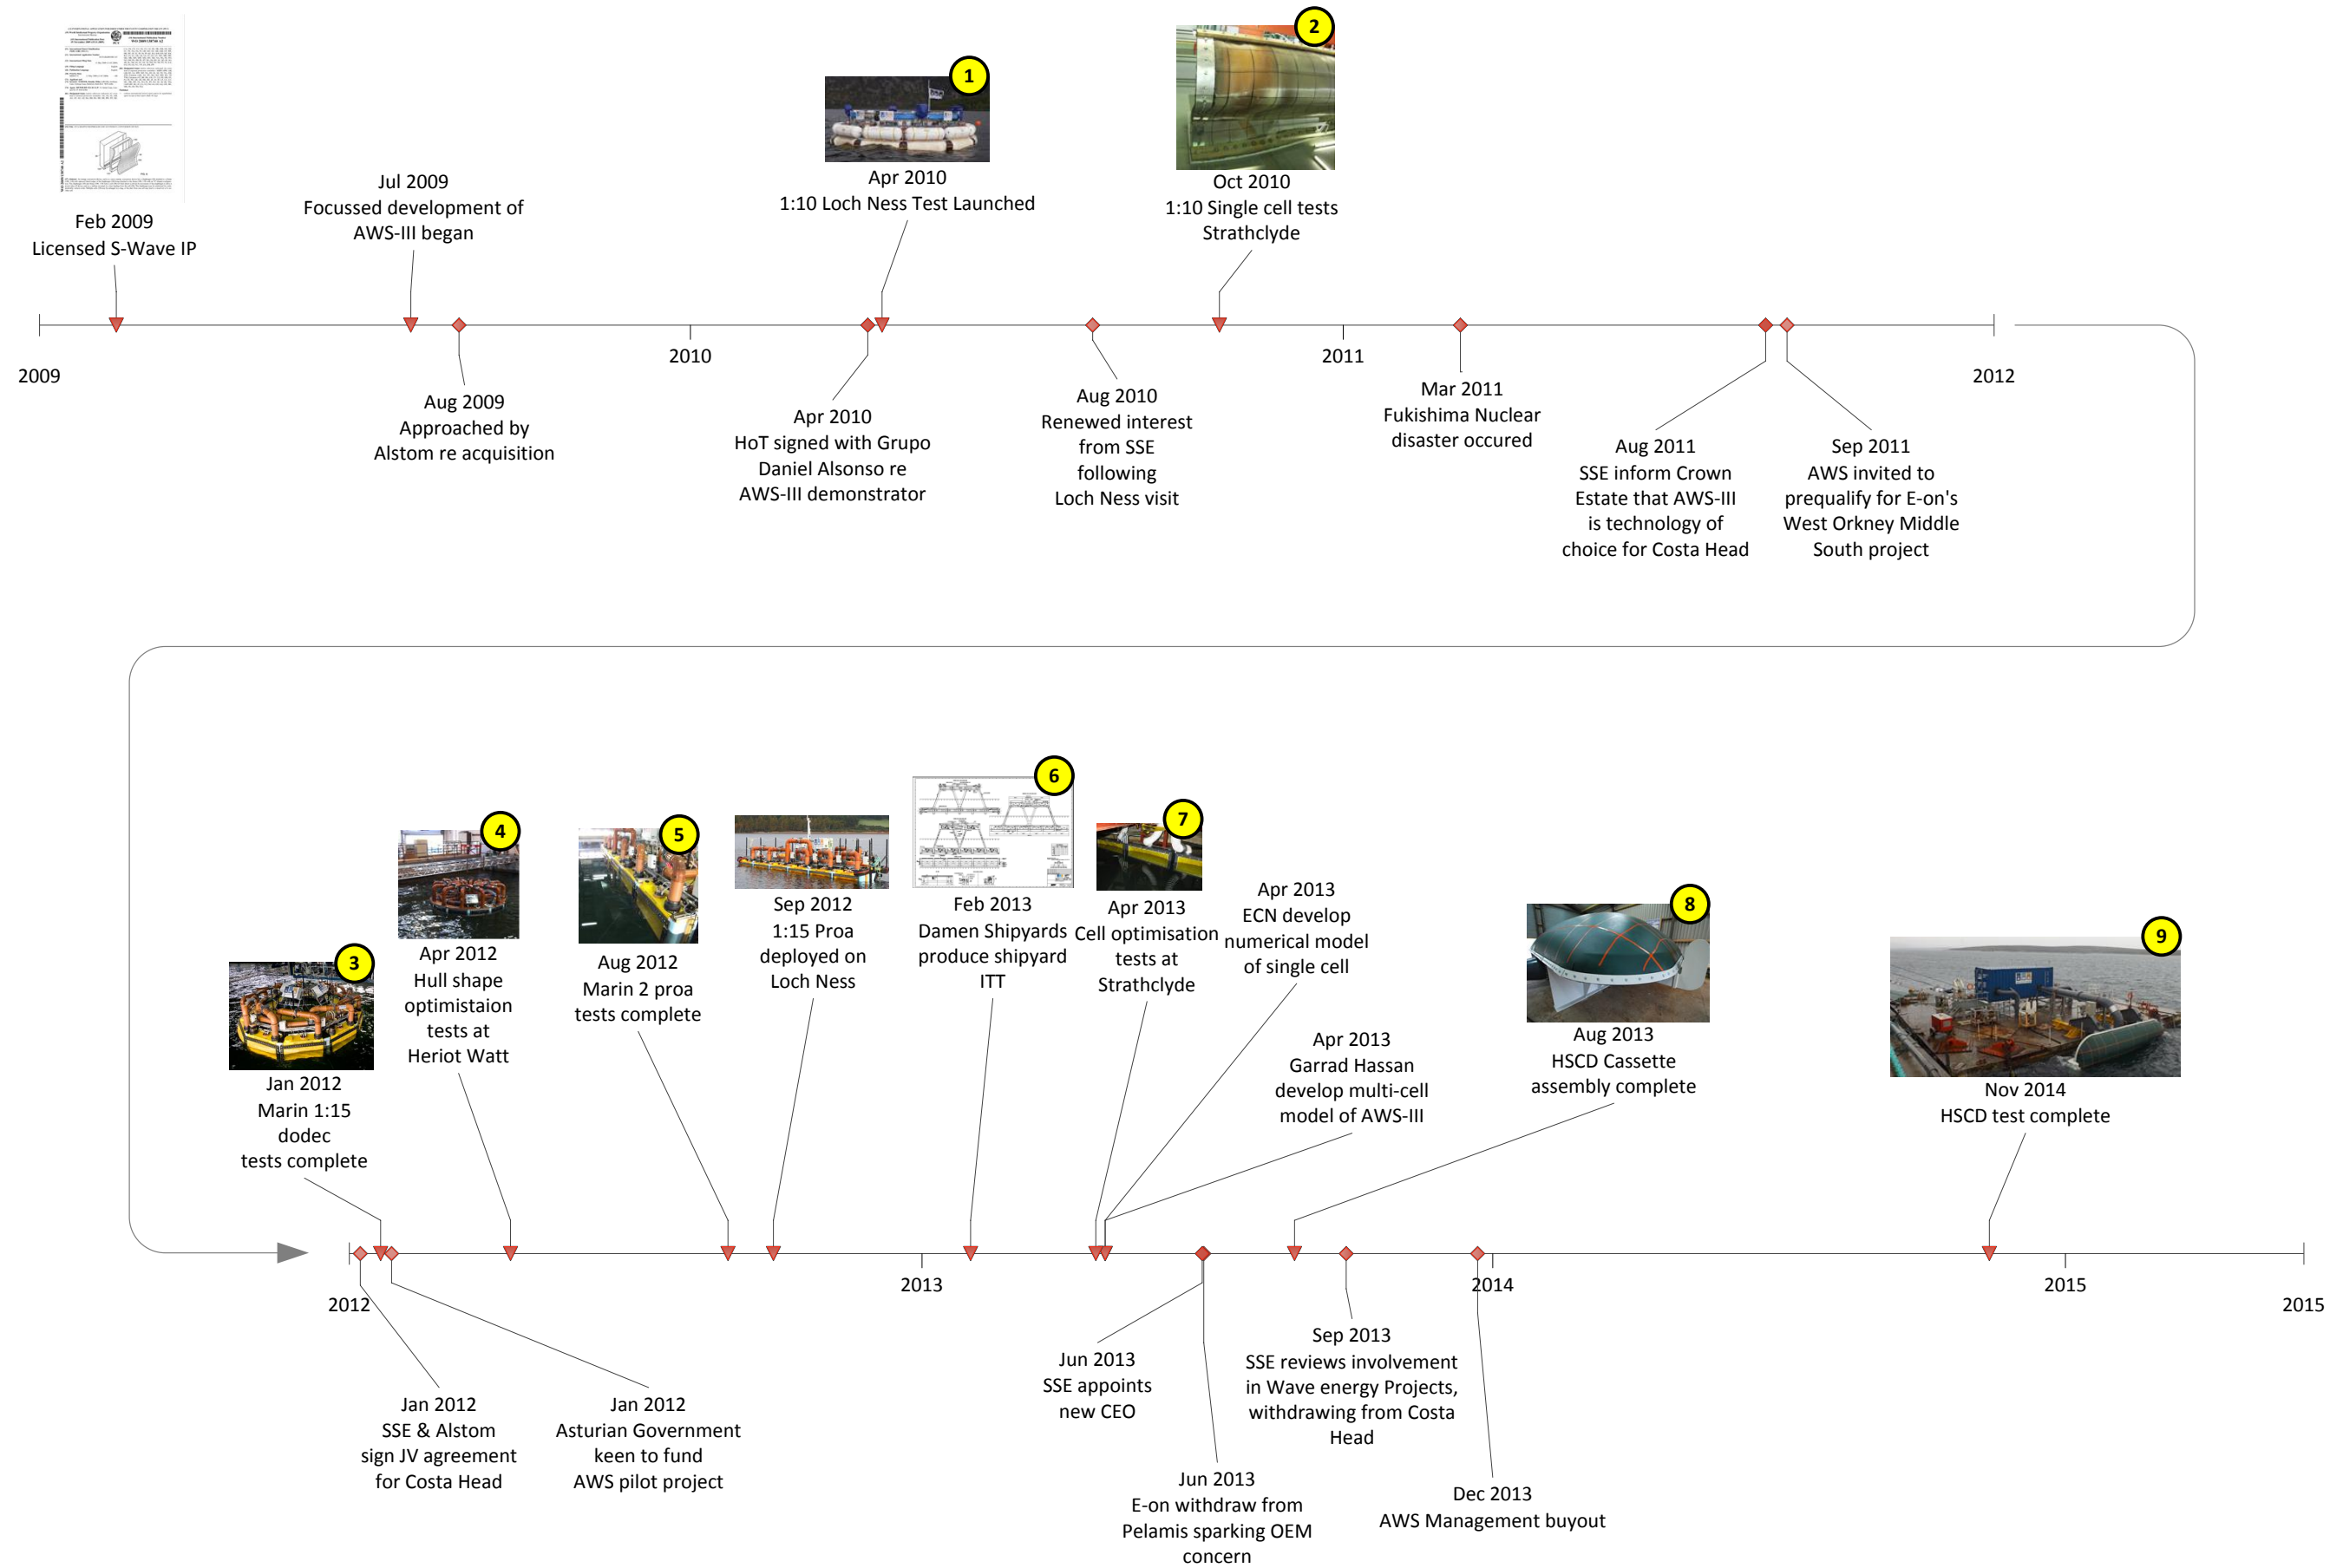 1
2
Feb 2009
Licensed S-Wave IP
Jul 2009
Focussed development of
AWS-III began
Apr 2010
1:10 Loch Ness Test Launched
Oct 2010
1:10 Single cell tests
Strathclyde
2009
2010
2011
2012
Aug 2009
Approached by
Alstom re acquisition
Apr 2010
HoT signed with Grupo
Daniel Alsonso re
AWS-III demonstrator
Aug 2010
Renewed interest
from SSE
following
Loch Ness visit
Mar 2011
Fukishima Nuclear
disaster occured
Aug 2011
SSE inform Crown
Estate that AWS-III
is technology of
choice for Costa Head
Sep 2011
AWS invited to
prequalify for E-on's
West Orkney Middle
South project
3
Jan 2012
Marin 1:15
dodec
tests complete
4
Apr 2012
Hull shape
optimistaion
tests at
Heriot Watt
5
Aug 2012
Marin 2 proa
tests complete
Sep 2012
1:15 Proa
deployed on
Loch Ness
6
Feb 2013
Damen Shipyards
produce shipyard
ITT
7
Apr 2013
Cell optimisation
tests at
Strathclyde
Apr 2013
ECN develop
numerical model
of single cell
Apr 2013
Garrad Hassan
develop multi-cell
model of AWS-III
8
Aug 2013
HSCD Cassette
assembly complete
9
Nov 2014
HSCD test complete
2012
2013
2014
2015
2015
Jan 2012
SSE & Alstom
sign JV agreement
for Costa Head
Jan 2012
Asturian Government
keen to fund
AWS pilot project
Jun 2013
SSE appoints
new CEO
Jun 2013
E-on withdraw from
Pelamis sparking OEM
concern
Sep 2013
SSE reviews involvement
in Wave energy Projects,
withdrawing from Costa
Head
Dec 2013
AWS Management buyout